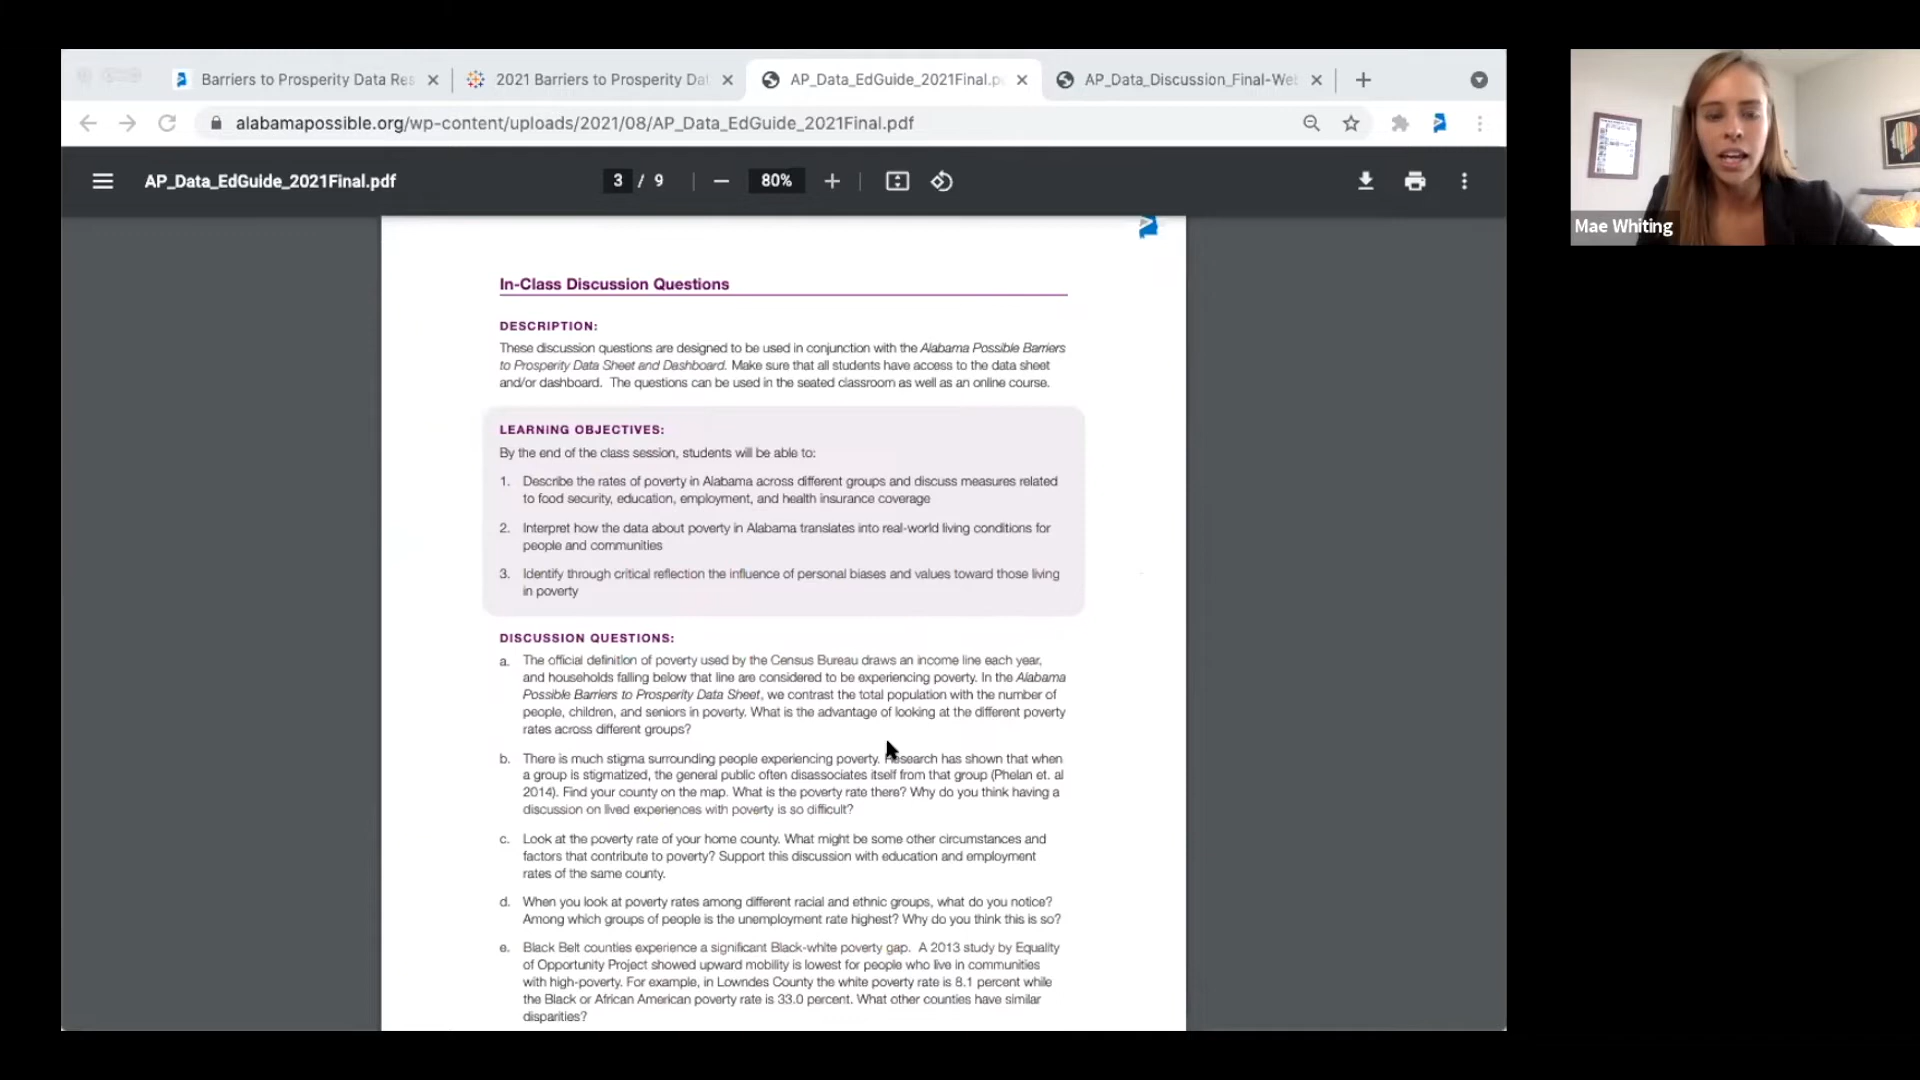 Barriers to Prosperity Data Res
2021 Barriers to Prosperity Dat
AP_Data_EdGuide_2021Final.p
AP_Data_Discussion_Final-Web
alabamapossible.org/wp-content/uploads/2021/08/AP_Data_EdGuide_2021Final.pdf
AP_Data_EdGuide_2021Final.pdf
3 / 9
80%
Mae Whiting
In-Class Discussion Questions
DESCRIPTION:
These discussion questions are designed to be used in conjunction with the Alabama Possible Barriers
to Prosperity Data Sheet and Dashboard. Make sure that all students have access to the data sheet
and/or dashboard. The questions can be used in the seated classroom as well as an online course.
LEARNING OBJECTIVES:
By the end of the class session, students will be able to:
1. Describe the rates of poverty in Alabama across different groups and discuss measures related
to food security, education, employment, and health insurance coverage
2. Interpret how the data about poverty in Alabama translates into real-world living conditions for
people and communities
3. Identify through critical reflection the influence of personal biases and values toward those living
in poverty
DISCUSSION QUESTIONS:
a. The official definition of poverty used by the Census Bureau draws an income line each year,
and households falling below that line are considered to be experiencing poverty. In the Alabama
Possible Barriers to Prosperity Data Sheet, we contrast the total population with the number of
people, children, and seniors in poverty. What is the advantage of looking at the different poverty
rates across different groups?
b. There is much stigma surrounding people experiencing poverty. Research has shown that when
a group is stigmatized, the general public often disassociates itself from that group (Phelan et. al
2014). Find your county on the map. What is the poverty rate there? Why do you think having a
discussion on lived experiences with poverty is so difficult?
c. Look at the poverty rate of your home county. What might be some other circumstances and
factors that contribute to poverty? Support this discussion with education and employment
rates of the same county.
d. When you look at poverty rates among different racial and ethnic groups, what do you notice?
Among which groups of people is the unemployment rate highest? Why do you think this is so?
e. Black Belt counties experience a significant Black-white poverty gap. A 2013 study by Equality
of Opportunity Project showed upward mobility is lowest for people who live in communities
with high-poverty. For example, in Lowndes County the white poverty rate is 8.1 percent while
the Black or African American poverty rate is 33.0 percent. What other counties have similar
disparities?